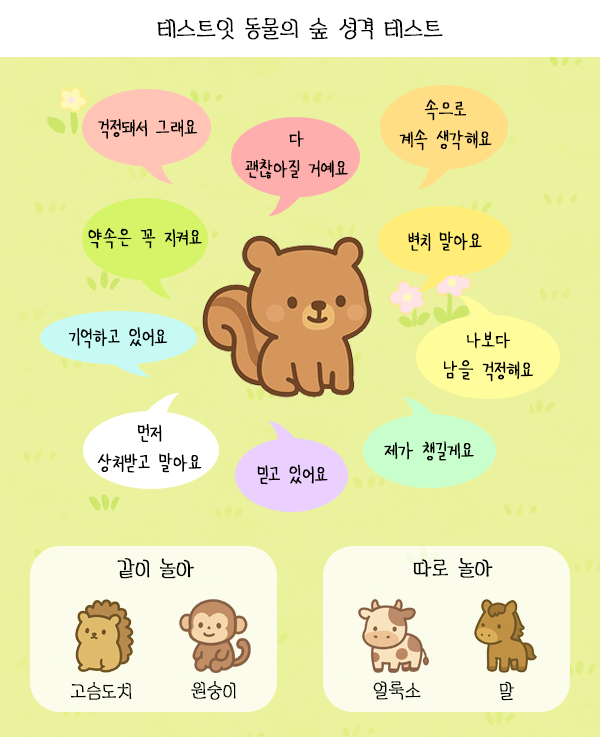 테스트잇 동물의 숲 성격 테스트
걱정돼서 그래요
다
괜찮아질 거예요
속으로
계속 생각해요
약속은 꼭 지켜요
변치 말아요
기억하고 있어요
나보다
남을 걱정해요
먼저
상처받고 말아요
믿고 있어요
제가 챙길게요
같이 놀아
따로 놀아
고슴도치
원숭이
얼룩소
말